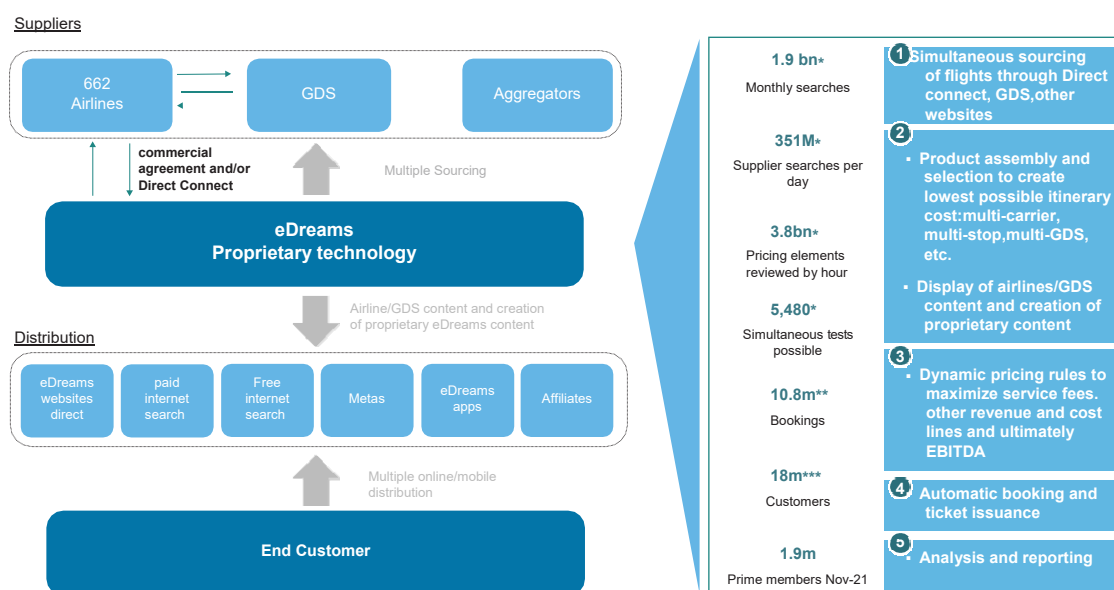 Suppliers
662
Airlines
GDS
Aggregators
commercial
agreement and/or
Direct Connect
Multiple Sourcing
eDreams
Proprietary technology
Airline/GDS content and creation
of proprietary eDreams content
Distribution
eDreams
websites
direct
paid
internet
search
Free
internet
search
Metas
eDreams
apps
Affiliates
Multiple online/mobile
distribution
End Customer
1.9 bn*
Monthly searches
351M*
Supplier searches per
day
3.8bn*
Pricing elements
reviewed by hour
5,480*
Simultaneous tests
possible
10.8m**
Bookings
18m***
Customers
1.9m
Prime members Nov-21
1
Simultaneous sourcing
of flights through Direct
connect, GDS,other
websites
2
▪ Product assembly and
selection to create
lowest possible itinerary
cost:multi-carrier,
multi-stop,multi-GDS,
etc.
▪ Display of airlines/GDS
content and creation of
proprietary content
3
▪ Dynamic pricing rules to
maximize service fees.
other revenue and cost
lines and ultimately
EBITDA
4
▪ Automatic booking and
ticket issuance
5
▪ Analysis and reporting